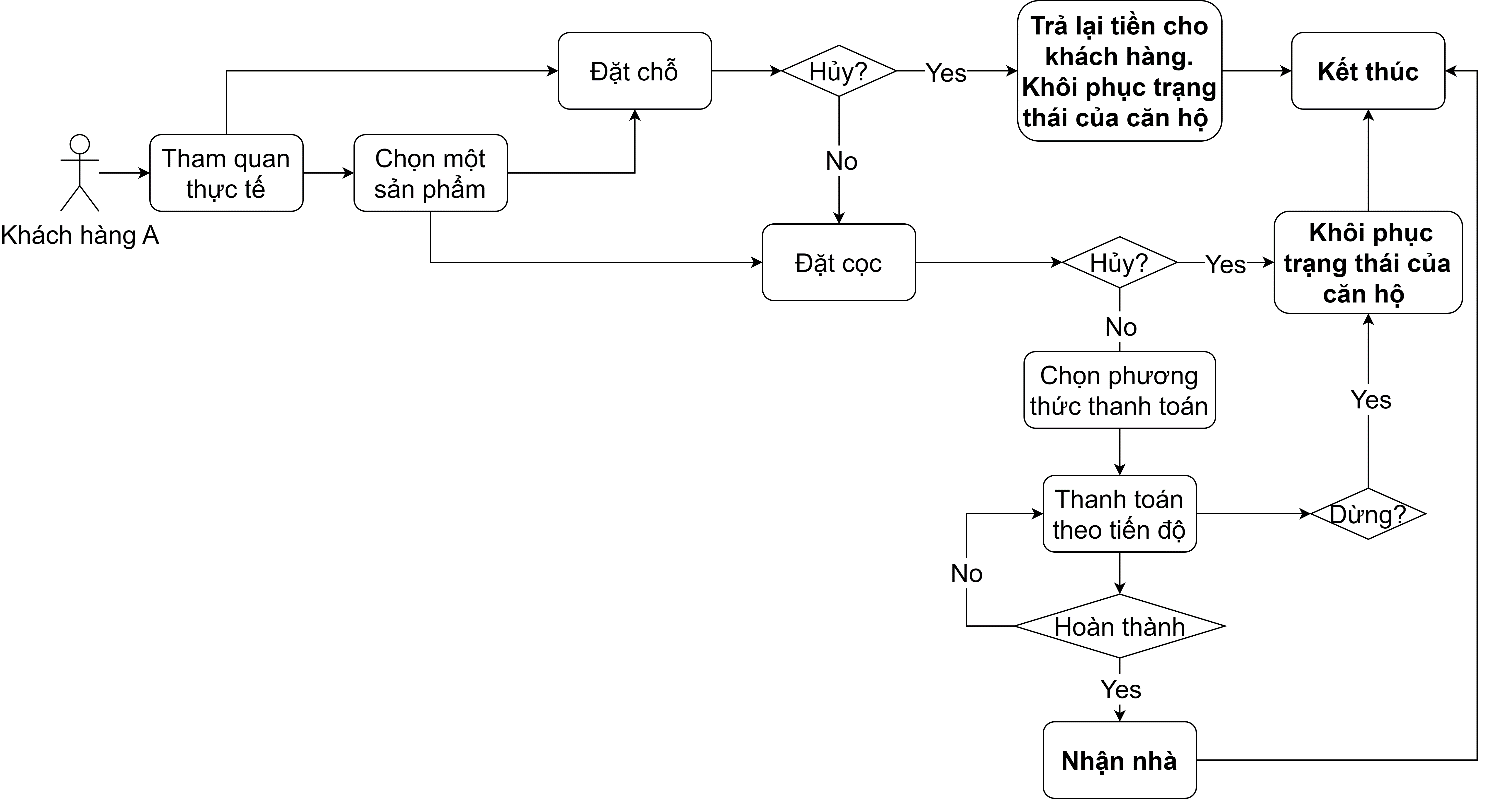 Trả lại tiền cho
khách hàng.
Khôi phục trạng
thái của căn hộ
Đặt chỗ
Hủy?
Yes
Kết thúc
No
Tham quan
thực tế
Chọn một
sản phẩm
Khách hàng A
Đặt cọc
Hủy?
Yes
Khôi phục
trạng thái của
căn hộ
No
Chọn phương
thức thanh toán
Yes
Thanh toán
theo tiến độ
Dừng?
No
Hoàn thành
Yes
Nhận nhà